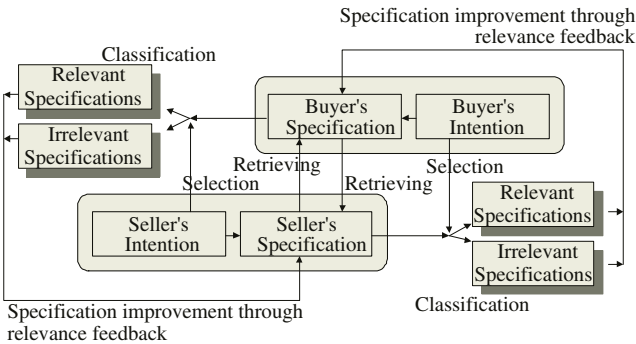 Specification improvement through
relevance feedback
Classification
Relevant
Specifications
Irrelevant
Specifications
Buyer's
Specification
Buyer's
Intention
Retrieving
Selection
Retrieving
Selection
Seller's
Intention
Seller's
Specification
Relevant
Specifications
Irrelevant
Specifications
Classification
Specification improvement through
relevance feedback